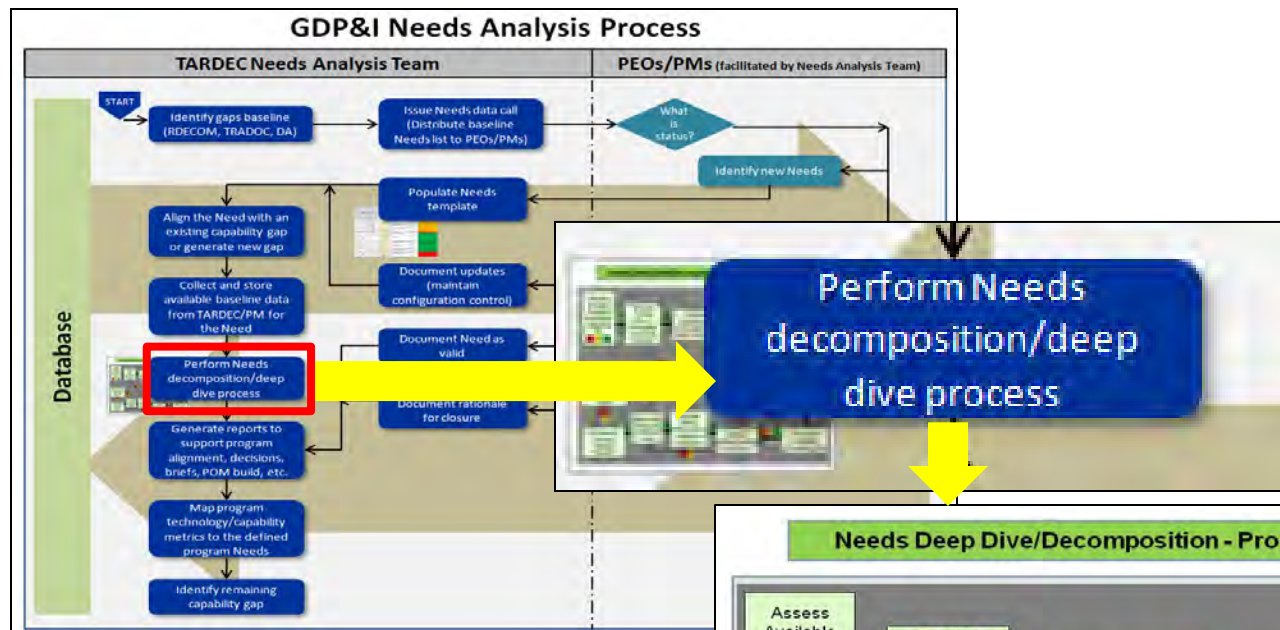 GDP&I Needs Analysis Process
TARDEC Needs Analysis Team
PEOs/PMs (facilitated by Needs Analysis Team)
START
Identify gaps baseline
(RDECOM, TRADOC, DA)
Issue Needs data call
(Distribute baseline
Needs list to PEOs/PMs)
What
is
status?
Identify new Needs
Populate Needs
template
Align the Need with an
existing capability gap
or generate new gap
Document updates
(maintain
configuration control)
Collect and store
available baseline data
from TARDEC/PM for
the Need
Document Need as
valid
Perform Needs
decomposition/deep
dive process
Document rationale
for closure
Generate reports to
support program
alignment, decisions,
briefs, POM build, etc.
Map program
technology/capability
metrics to the defined
program Needs
Identify remaining
capability gap
Database
Perform Needs
decomposition/deep
dive process
Needs Deep Dive/Decomposition - Pro
Assess
Available